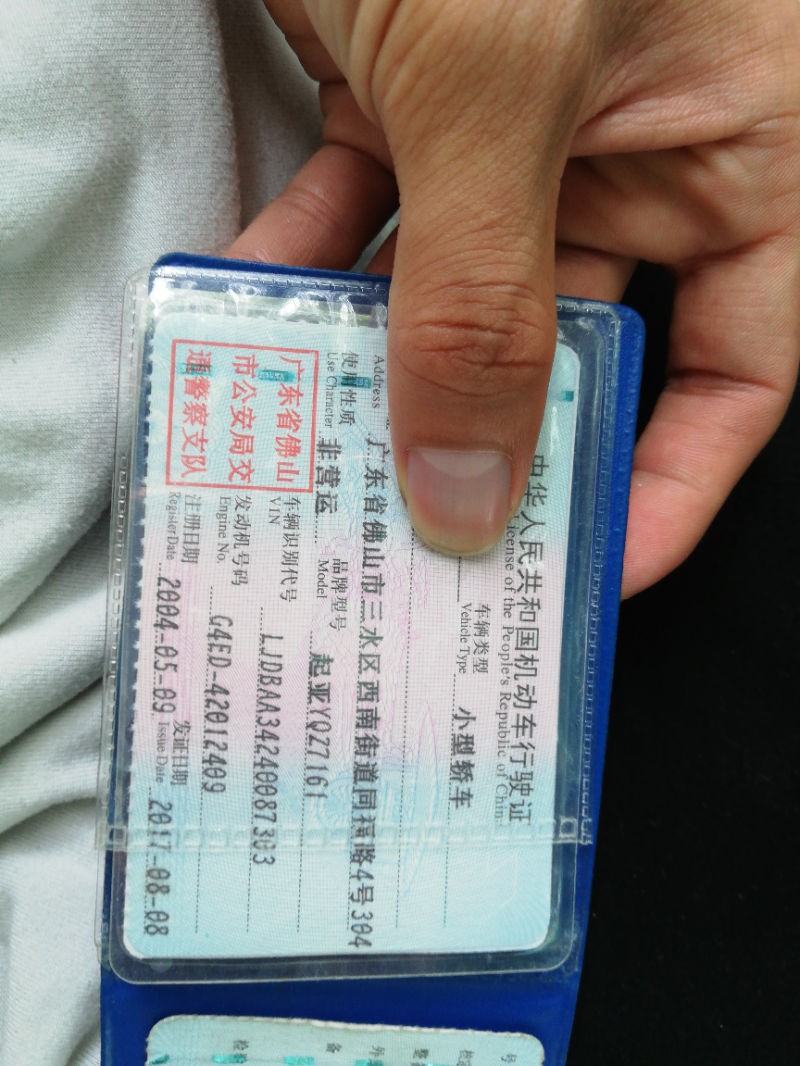 中华人民共和国机动车行驶证
License of the People's Republic of China
车辆类型 小型轿车
Vehicle Type
Address 广东省佛山市三水区西南街道同福路4号304
使用性质 非营运 品牌型号 起亚YQZ7161
Use Character Model
广东省佛山
市公安局交
通警察支队
车辆识别代号 LJDBAA34240087303
VIN
发动机号码 G4ED-42012409
Engine No.
注册日期 2004-05-09 发证日期 2017-08-08
Register Date Issue Date
号
检验
备